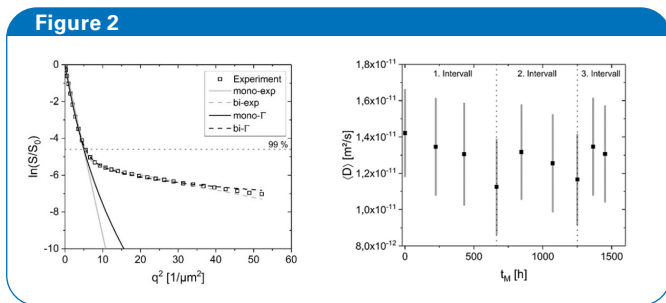 Figure 2
ln(S/S₀)
0
-2
-4
-6
-8
-10
0 10 20 30 40 50 60
q² [1/µm²]
Experiment
mono-exp
bi-exp
mono-Γ
bi-Γ
99 %
⟨D⟩ [m²/s]
1,8x10⁻¹¹
1,6x10⁻¹¹
1,4x10⁻¹¹
1,2x10⁻¹¹
1,0x10⁻¹¹
8,0x10⁻¹²
1. Intervall 2. Intervall 3. Intervall
0 500 1000 1500
t_M [h]